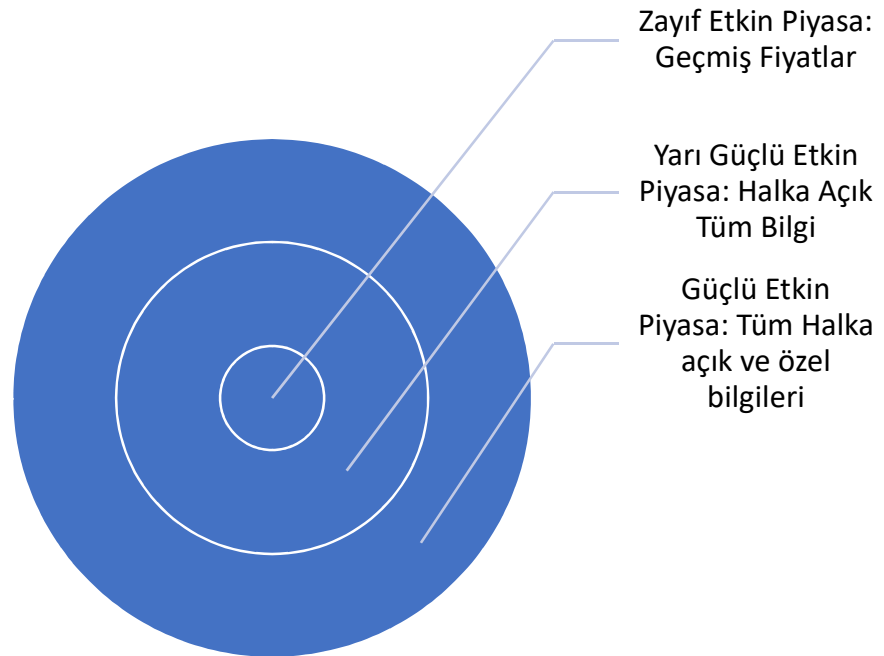 Zayıf Etkin Piyasa:
Geçmiş Fiyatlar
Yarı Güçlü Etkin
Piyasa: Halka Açık
Tüm Bilgi
Güçlü Etkin
Piyasa: Tüm Halka
açık ve özel
bilgileri